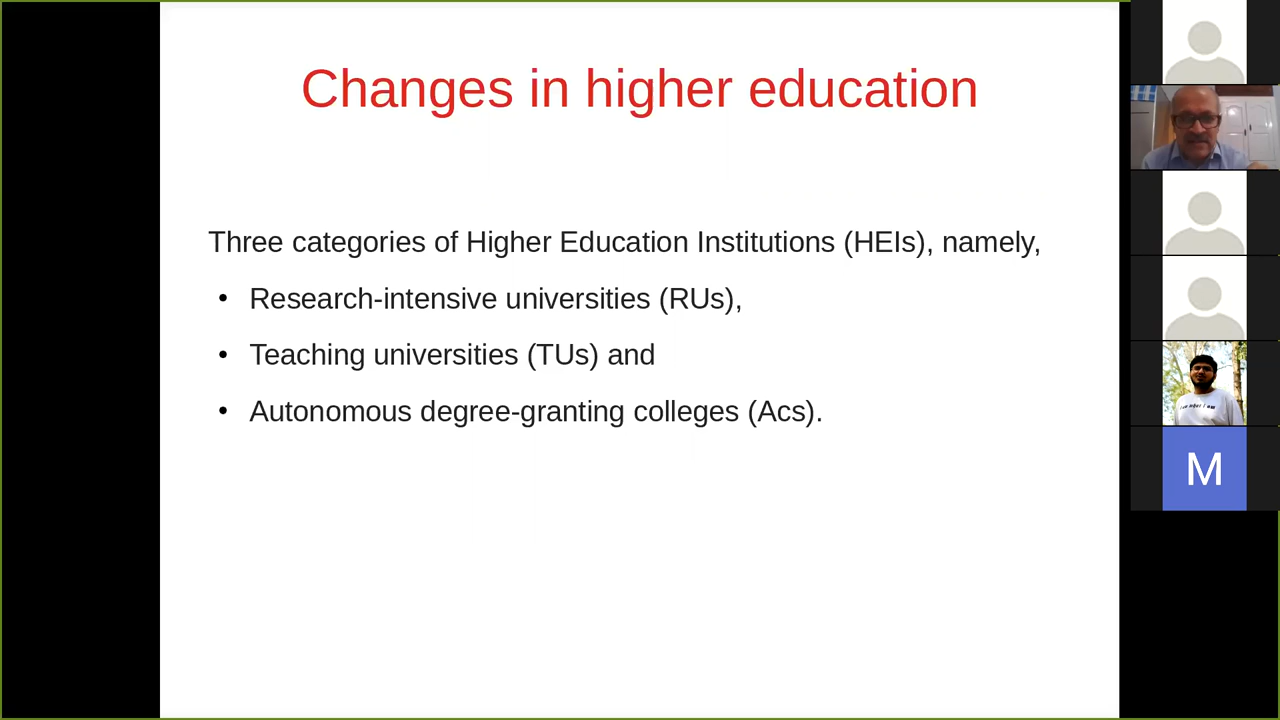 Changes in higher education
Three categories of Higher Education Institutions (HEIs), namely,
• Research-intensive universities (RUs),
• Teaching universities (TUs) and
• Autonomous degree-granting colleges (Acs).
M